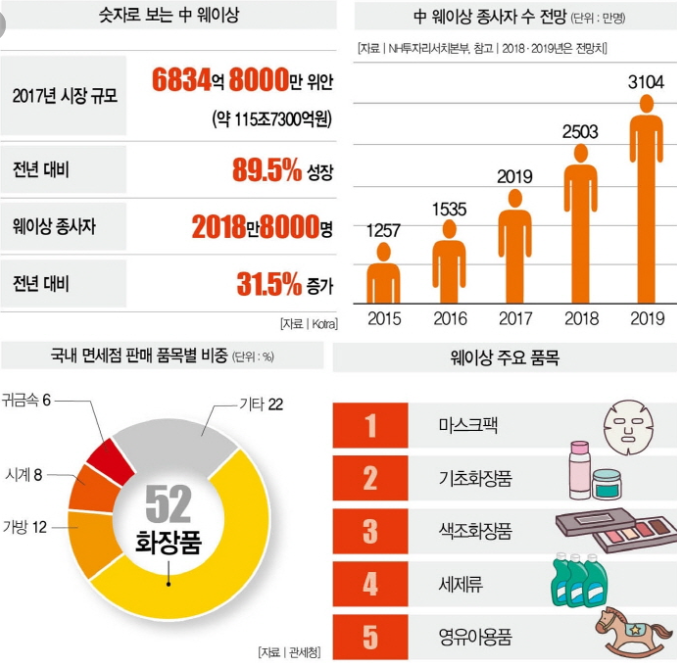 숫자로 보는 中 웨이상
2017년 시장 규모
6834억 8000만 위안
(약 115조7300억원)
전년 대비
89.5% 성장
웨이상 종사자
2018만8000명
전년 대비
31.5% 증가
[자료 | Kotra]
中 웨이상 종사자 수 전망 (단위 : 만명)
[자료 | NH투자리서치본부, 참고 | 2018·2019년은 전망치]
1257
1535
2019
2503
3104
2015
2016
2017
2018
2019
국내 면세점 판매 품목별 비중 (단위 : %)
귀금속 6
기타 22
시계 8
가방 12
52
화장품
[자료 | 관세청]
웨이상 주요 품목
1 마스크팩
2 기초화장품
3 색조화장품
4 세제류
5 영유아용품